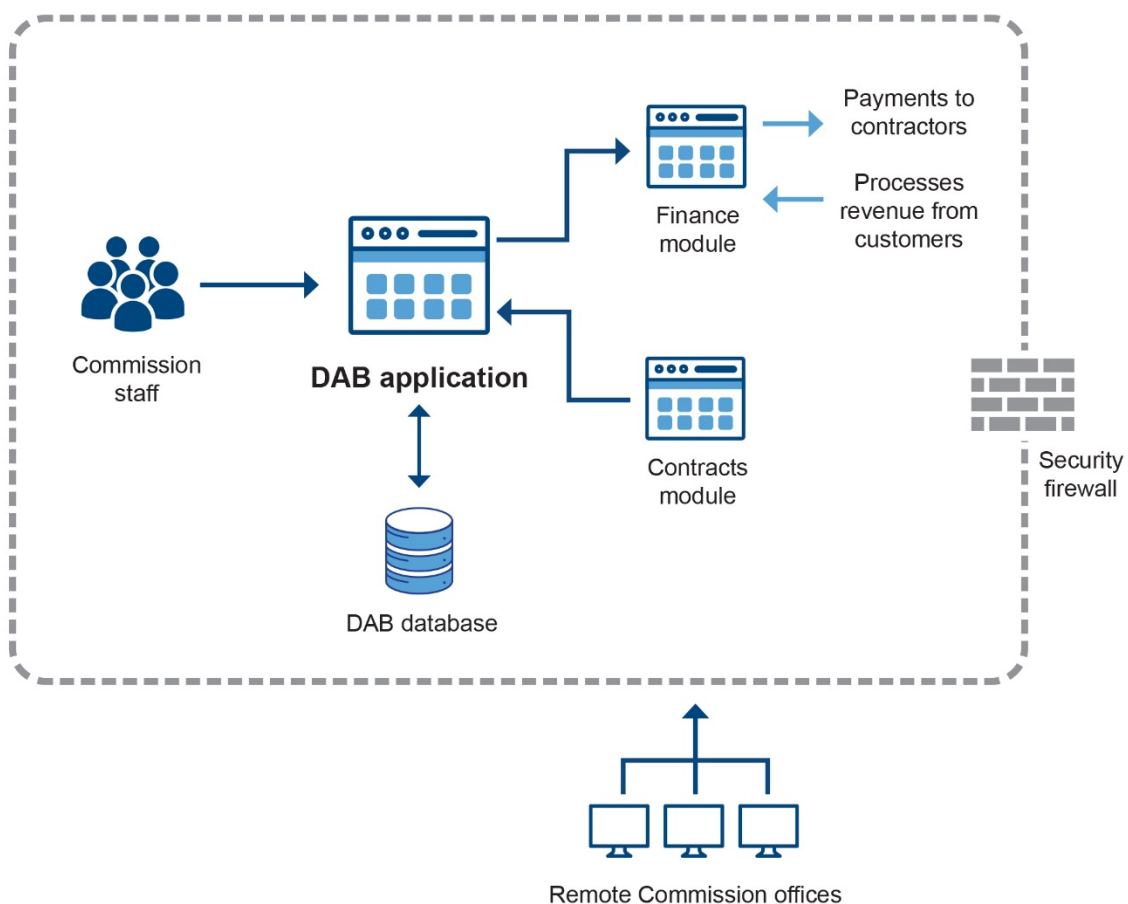 Payments to
contractors
Processes
revenue from
customers
Finance
module
Commission
staff
DAB application
Contracts
module
Security
firewall
DAB database
Remote Commission offices